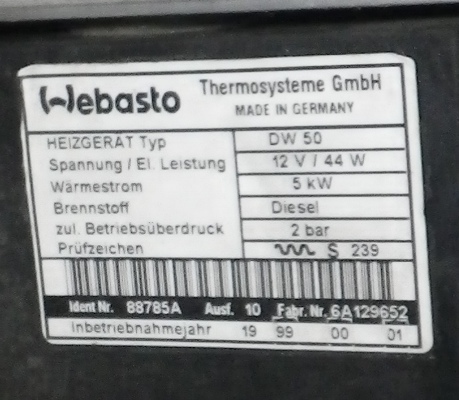 Webasto Thermosysteme GmbH
MADE IN GERMANY
HEIZGERÄT Typ DW 50
Spannung / El. Leistung 12 V / 44 W
Wärmestrom 5 kW
Brennstoff Diesel
zul. Betriebsüberdruck 2 bar
Prüfzeichen S 239
Ident Nr. 88785A Ausf. 10 Fabr. Nr. 6A129652
Inbetriebnahmejahr 19 99 00 01